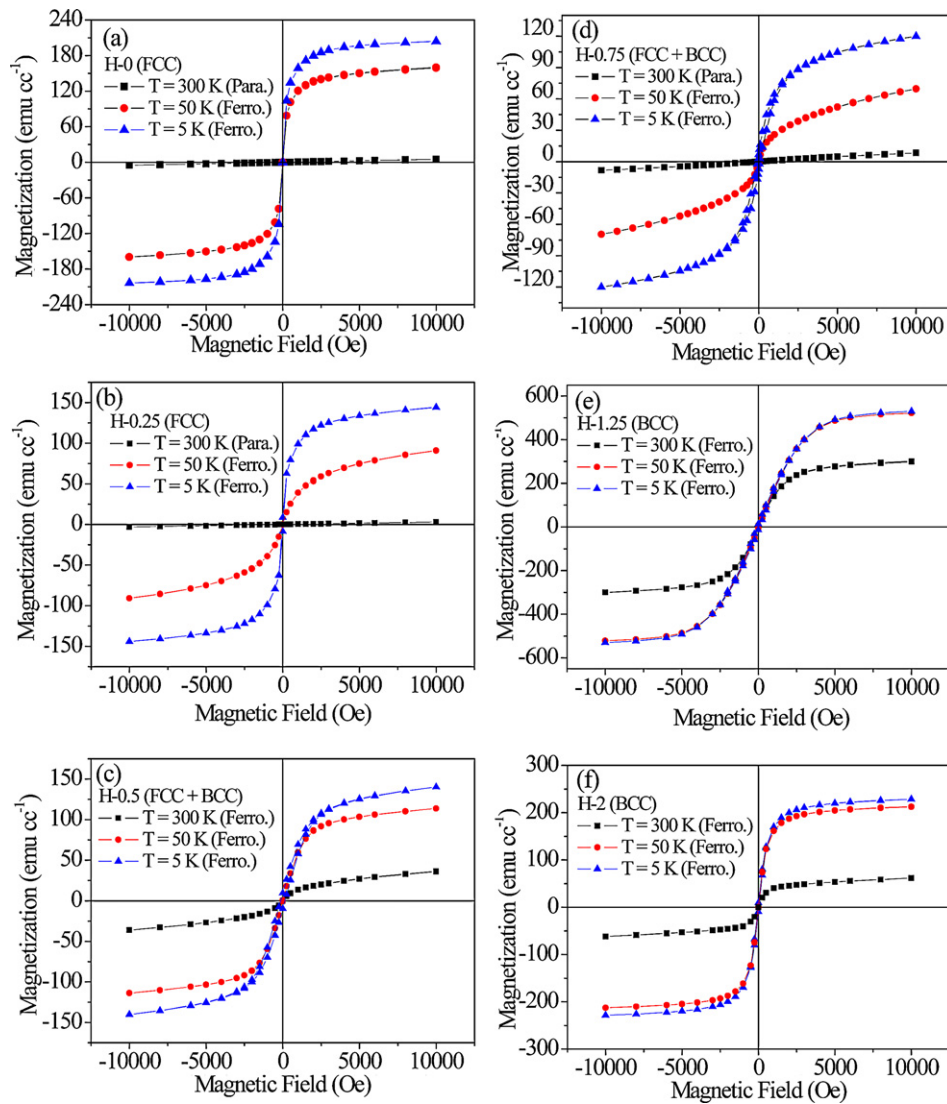 (a)
H-0 (FCC)
T = 300 K (Para.)
T = 50 K (Ferro.)
T = 5 K (Ferro.)
240
180
120
60
0
-60
-120
-180
-240
Magnetization (emu cc⁻¹)
-10000 -5000 0 5000 10000
Magnetic Field (Oe)
(d)
H-0.75 (FCC + BCC)
T = 300 K (Para.)
T = 50 K (Ferro.)
T = 5 K (Ferro.)
120
90
60
30
0
-30
-60
-90
-120
Magnetization (emu cc⁻¹)
-10000 -5000 0 5000 10000
Magnetic Field (Oe)
(b)
H-0.25 (FCC)
T = 300 K (Para.)
T = 50 K (Ferro.)
T = 5 K (Ferro.)
150
100
50
0
-50
-100
-150
Magnetization (emu cc⁻¹)
-10000 -5000 0 5000 10000
Magnetic Field (Oe)
(e)
H-1.25 (BCC)
T = 300 K (Ferro.)
T = 50 K (Ferro.)
T = 5 K (Ferro.)
600
400
200
0
-200
-400
-600
Magnetization (emu cc⁻¹)
-10000 -5000 0 5000 10000
Magnetic Field (Oe)
(c)
H-0.5 (FCC + BCC)
T = 300 K (Ferro.)
T = 50 K (Ferro.)
T = 5 K (Ferro.)
150
100
50
0
-50
-100
-150
Magnetization (emu cc⁻¹)
-10000 -5000 0 5000 10000
Magnetic Field (Oe)
(f)
H-2 (BCC)
T = 300 K (Ferro.)
T = 50 K (Ferro.)
T = 5 K (Ferro.)
300
200
100
0
-100
-200
-300
Magnetization (emu cc⁻¹)
-10000 -5000 0 5000 10000
Magnetic Field (Oe)